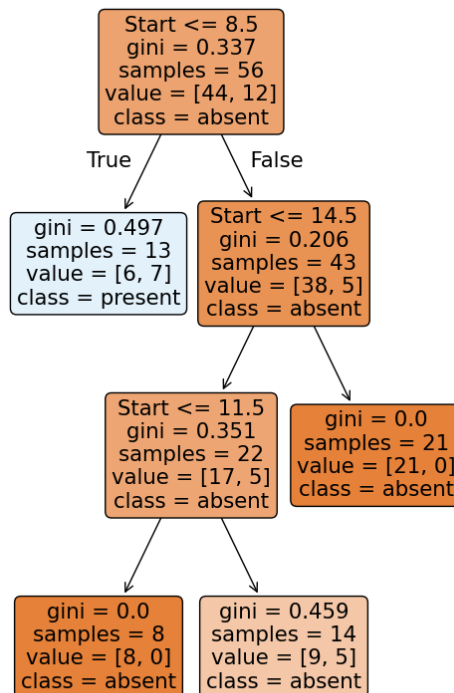 Start <= 8.5
gini = 0.337
samples = 56
value = [44, 12]
class = absent
True
False
gini = 0.497
samples = 13
value = [6, 7]
class = present
Start <= 14.5
gini = 0.206
samples = 43
value = [38, 5]
class = absent
Start <= 11.5
gini = 0.351
samples = 22
value = [17, 5]
class = absent
gini = 0.0
samples = 21
value = [21, 0]
class = absent
gini = 0.0
samples = 8
value = [8, 0]
class = absent
gini = 0.459
samples = 14
value = [9, 5]
class = absent